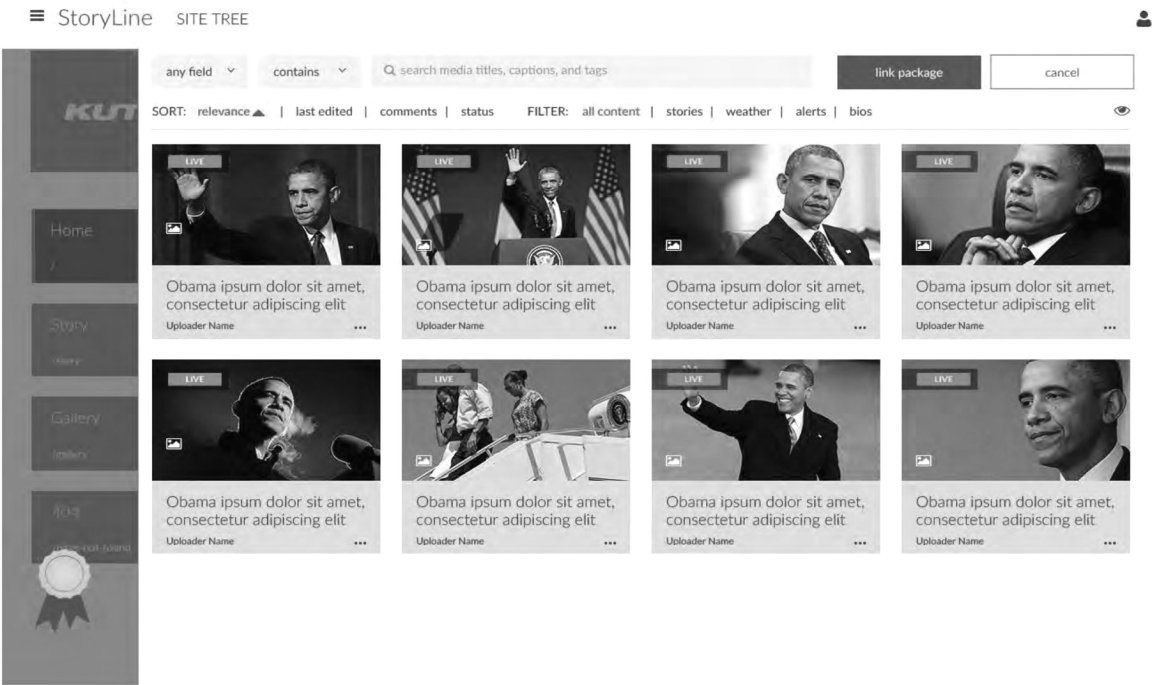 StoryLine SITE TREE
any field contains search media titles, captions, and tags link package cancel
SORT: relevance | last edited | comments | status FILTER: all content | stories | weather | alerts | bios
KUT
Home
/
Story
Gallery
/gallery
404
LIVE
Obama ipsum dolor sit amet,
consectetur adipiscing elit
Uploader Name
LIVE
Obama ipsum dolor sit amet,
consectetur adipiscing elit
Uploader Name
LIVE
Obama ipsum dolor sit amet,
consectetur adipiscing elit
Uploader Name
LIVE
Obama ipsum dolor sit amet,
consectetur adipiscing elit
Uploader Name
LIVE
Obama ipsum dolor sit amet,
consectetur adipiscing elit
Uploader Name
LIVE
Obama ipsum dolor sit amet,
consectetur adipiscing elit
Uploader Name
LIVE
Obama ipsum dolor sit amet,
consectetur adipiscing elit
Uploader Name
LIVE
Obama ipsum dolor sit amet,
consectetur adipiscing elit
Uploader Name